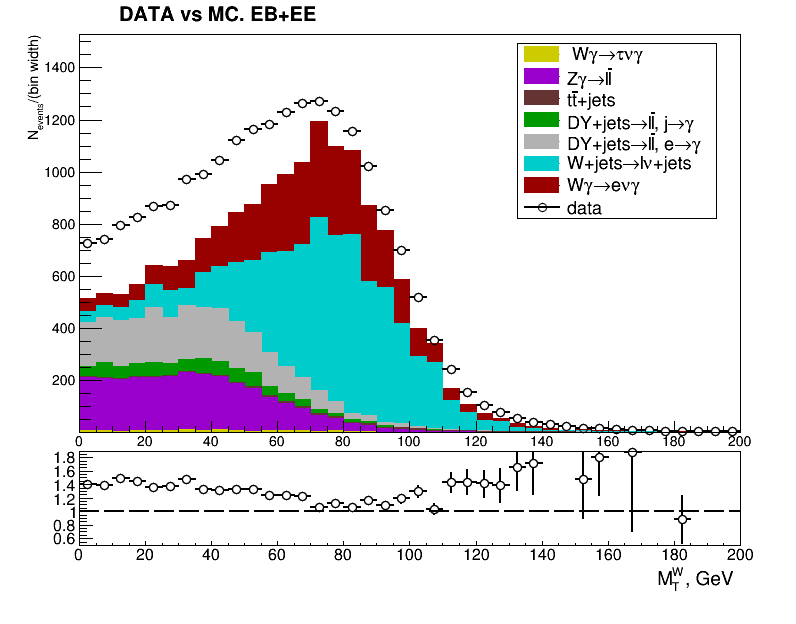 DATA vs MC. EB+EE
N_events/(bin width)
1400
1200
1000
800
600
400
200
Wγ→τνγ
Zγ→ll̄
tt̄+jets
DY+jets→ll̄, j→γ
DY+jets→ll̄, e→γ
W+jets→lν+jets
Wγ→eνγ
data
0 20 40 60 80 100 120 140 160 180 200
1.8
1.6
1.4
1.2
1
0.8
0.6
0 20 40 60 80 100 120 140 160 180 200
M_T^W, GeV